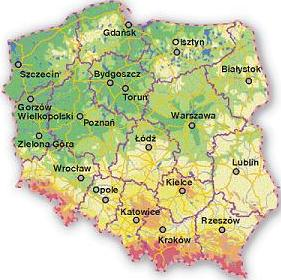 Gdańsk
Olsztyn
Szczecin
Białystok
Bydgoszcz
Toruń
Gorzów
Wielkopolski
Poznań
Warszawa
Zielona Góra
Łódź
Wrocław
Lublin
Opole
Kielce
Katowice
Rzeszów
Kraków